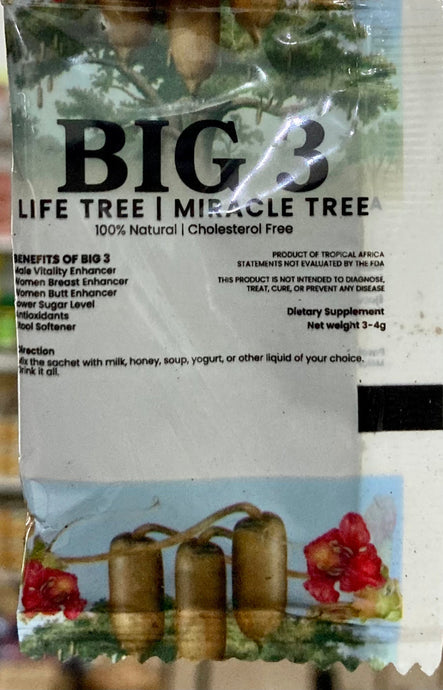 BIG 3
LIFE TREE | MIRACLE TREE
100% Natural | Cholesterol Free
BENEFITS OF BIG 3
Male Vitality Enhancer
Women Breast Enhancer
Women Butt Enhancer
Lower Sugar Level
Antioxidants
Stool Softener
PRODUCT OF TROPICAL AFRICA
STATEMENTS NOT EVALUATED BY THE FDA
THIS PRODUCT IS NOT INTENDED TO DIAGNOSE,
TREAT, CURE, OR PREVENT ANY DISEASE
Dietary Supplement
Net weight 3-4g
Direction
Mix the sachet with milk, honey, soup, yogurt, or other liquid of your choice.
Drink it all.